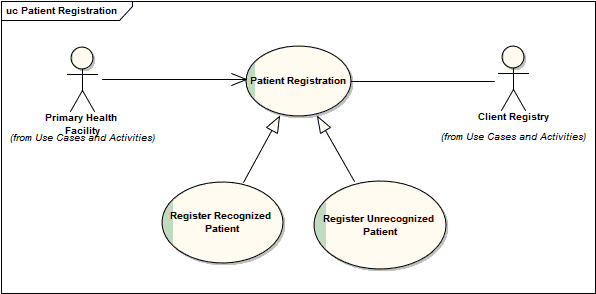 uc Patient Registration
Patient Registration
Primary Health
Facility
(from Use Cases and Activities)
Client Registry
(from Use Cases and Activities)
Register Recognized
Patient
Register Unrecognized
Patient